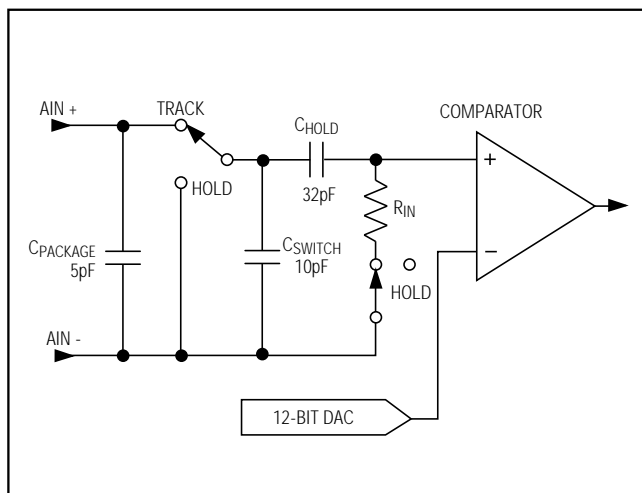 AIN +
TRACK
HOLD
CPACKAGE
5pF
CSWITCH
10pF
CHOLD
32pF
RIN
HOLD
COMPARATOR
+
−
AIN -
12-BIT DAC